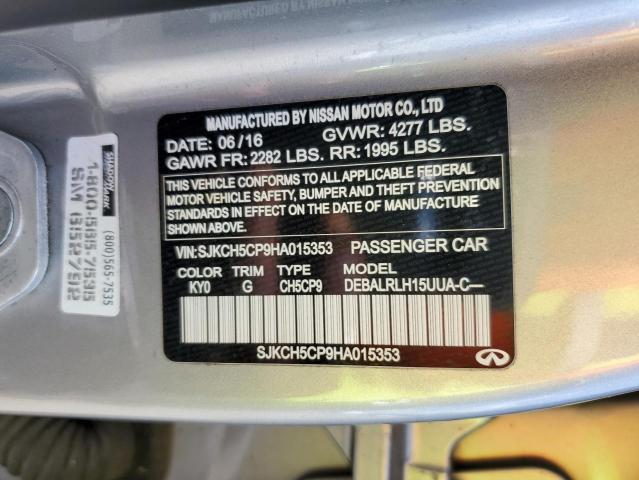 MANUFACTURED BY NISSAN MOTOR CO., LTD
DATE: 06/16 GVWR: 4277 LBS.
GAWR FR: 2282 LBS. RR: 1995 LBS.
THIS VEHICLE CONFORMS TO ALL APPLICABLE FEDERAL
MOTOR VEHICLE SAFETY, BUMPER AND THEFT PREVENTION
STANDARDS IN EFFECT ON THE DATE OF MANUFACTURE
SHOWN ABOVE.
VIN:SJKCH5CP9HA015353 PASSENGER CAR
COLOR TRIM TYPE MODEL
KY0 G CH5CP9 DEBALRLH15UUA-C—
SJKCH5CP9HA015353
INFINITI
(800)565-7535
1-800-565-7535